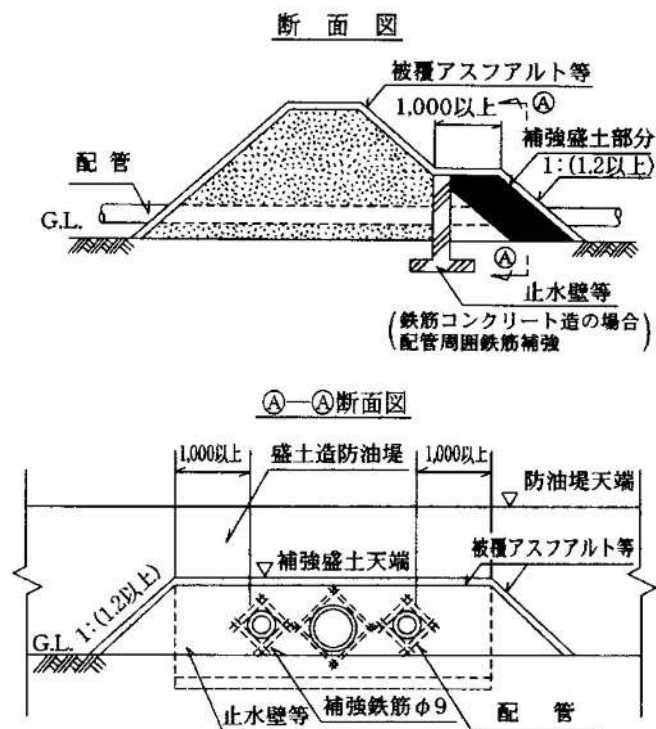 断面図
被覆アスフアルト等
1,000以上
Ⓐ
補強盛土部分
1:(1.2以上)
配管
G.L.
Ⓐ
止水壁等
(鉄筋コンクリート造の場合
配管周囲鉄筋補強)
Ⓐ—Ⓐ断面図
1,000以上
盛土造防油堤
1,000以上
防油堤天端
補強盛土天端
被覆アスフアルト等
1:(1.2以上)
G.L.
止水壁等
補強鉄筋φ9
配管